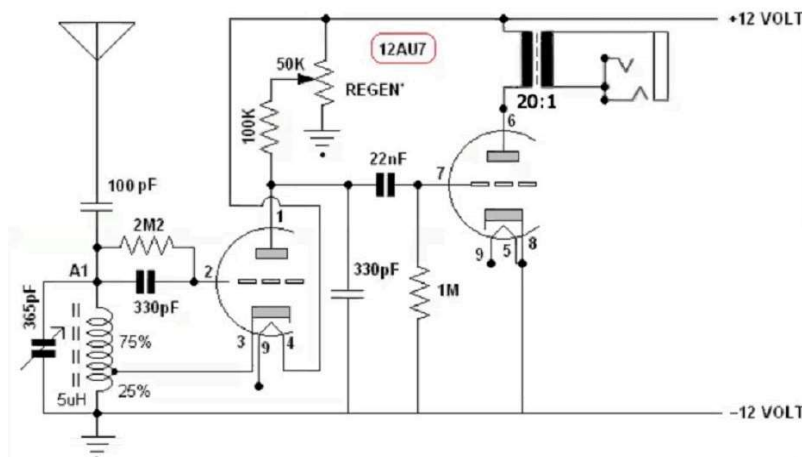 +12 VOLT
12AU7
50K
REGEN'
100K
20:1
6
22nF
7
100 pF
1
2M2
A1
2
330pF
330pF
1M
9
5
8
365pF
75%
3
9
4
25%
5uH
–12 VOLT